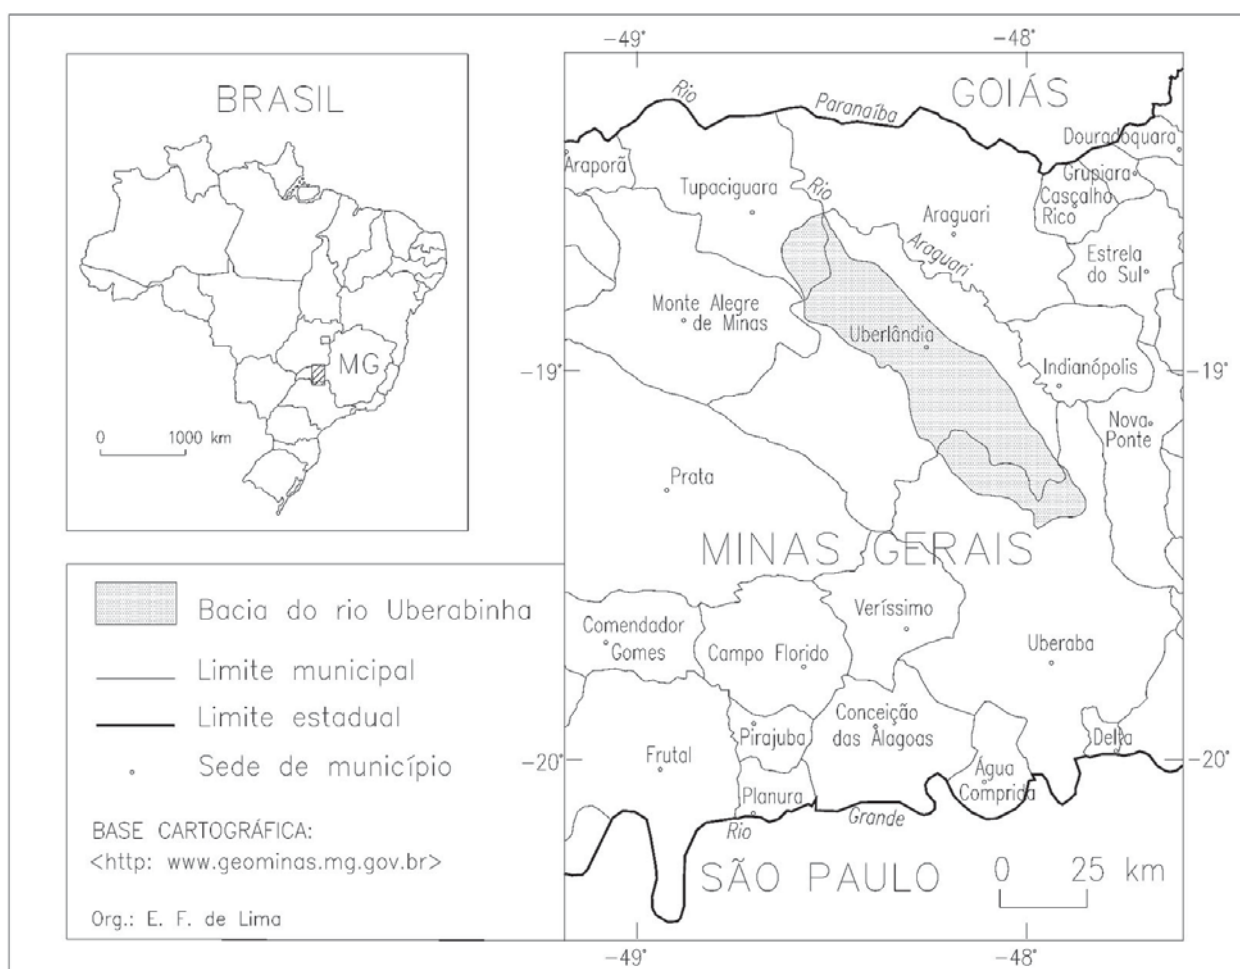 BRASIL
MG
0 1000 km
Bacia do rio Uberabinha
Limite municipal
Limite estadual
Sede de município
BASE CARTOGRÁFICA:
<http: www.geominas.mg.gov.br>
Org.: E. F. de Lima
-49°
-48°
GOIÁS
Rio
Paranaíba
Douradoquara
Araporã
Grupiara
Tupaciguara
Rio
Cascalho
Rico
Araguari
Araguari
Estrela
do Sul
Monte Alegre
de Minas
Uberlândia
-19°
Indianópolis
-19°
Nova
Ponte
Prata
MINAS GERAIS
Veríssimo
Comendador
Gomes
Campo Florido
Uberaba
Conceição
das Alagoas
Pirajuba
Delta
Frutal
-20°
-20°
Água
Comprida
Planura
Rio
Grande
SÃO PAULO
0 25 km
-49°
-48°